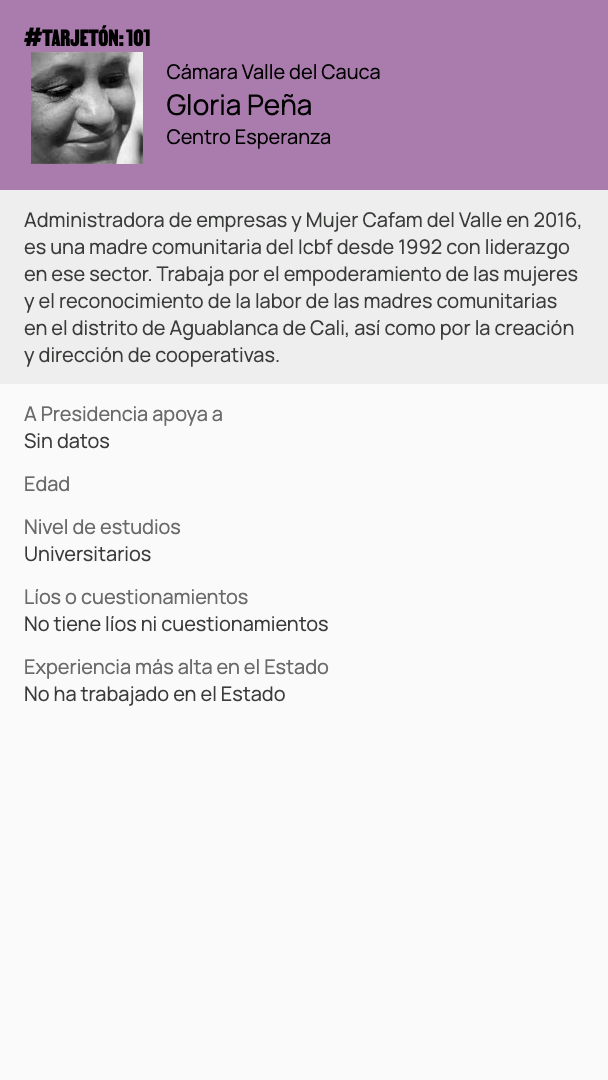 #TARJETÓN: 101
Cámara Valle del Cauca
Gloria Peña
Centro Esperanza
Administradora de empresas y Mujer Cafam del Valle en 2016,
es una madre comunitaria del Icbf desde 1992 con liderazgo
en ese sector. Trabaja por el empoderamiento de las mujeres
y el reconocimiento de la labor de las madres comunitarias
en el distrito de Aguablanca de Cali, así como por la creación
y dirección de cooperativas.
A Presidencia apoya a
Sin datos
Edad
Nivel de estudios
Universitarios
Líos o cuestionamientos
No tiene líos ni cuestionamientos
Experiencia más alta en el Estado
No ha trabajado en el Estado